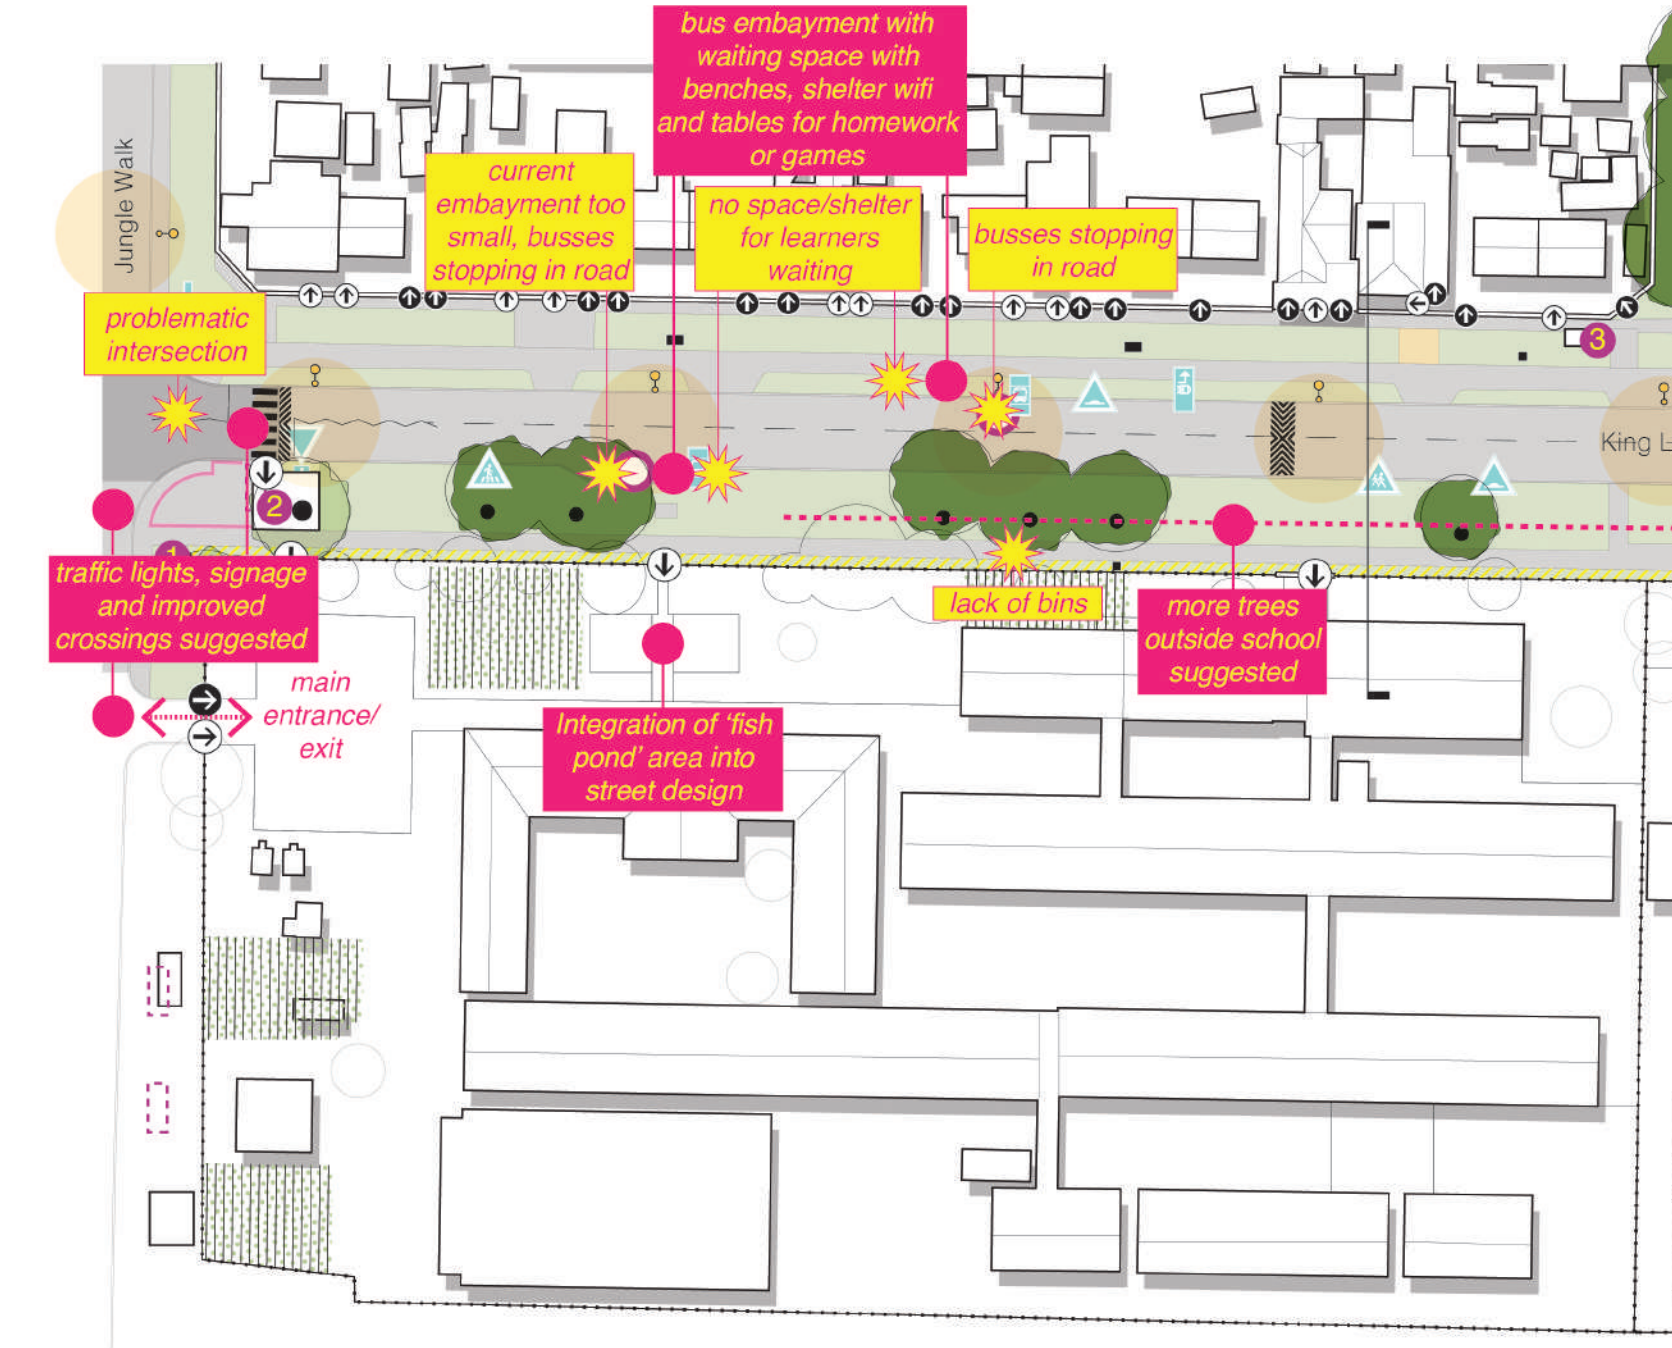 bus embayment with
waiting space with
benches, shelter wifi
and tables for homework
or games
current
embayment too
small, busses
stopping in road
no space/shelter
for learners
waiting
busses stopping
in road
Jungle Walk
problematic
intersection
3
King L
2
1
traffic lights, signage
and improved
crossings suggested
lack of bins
more trees
outside school
suggested
main
entrance/
exit
Integration of ‘fish
pond’ area into
street design